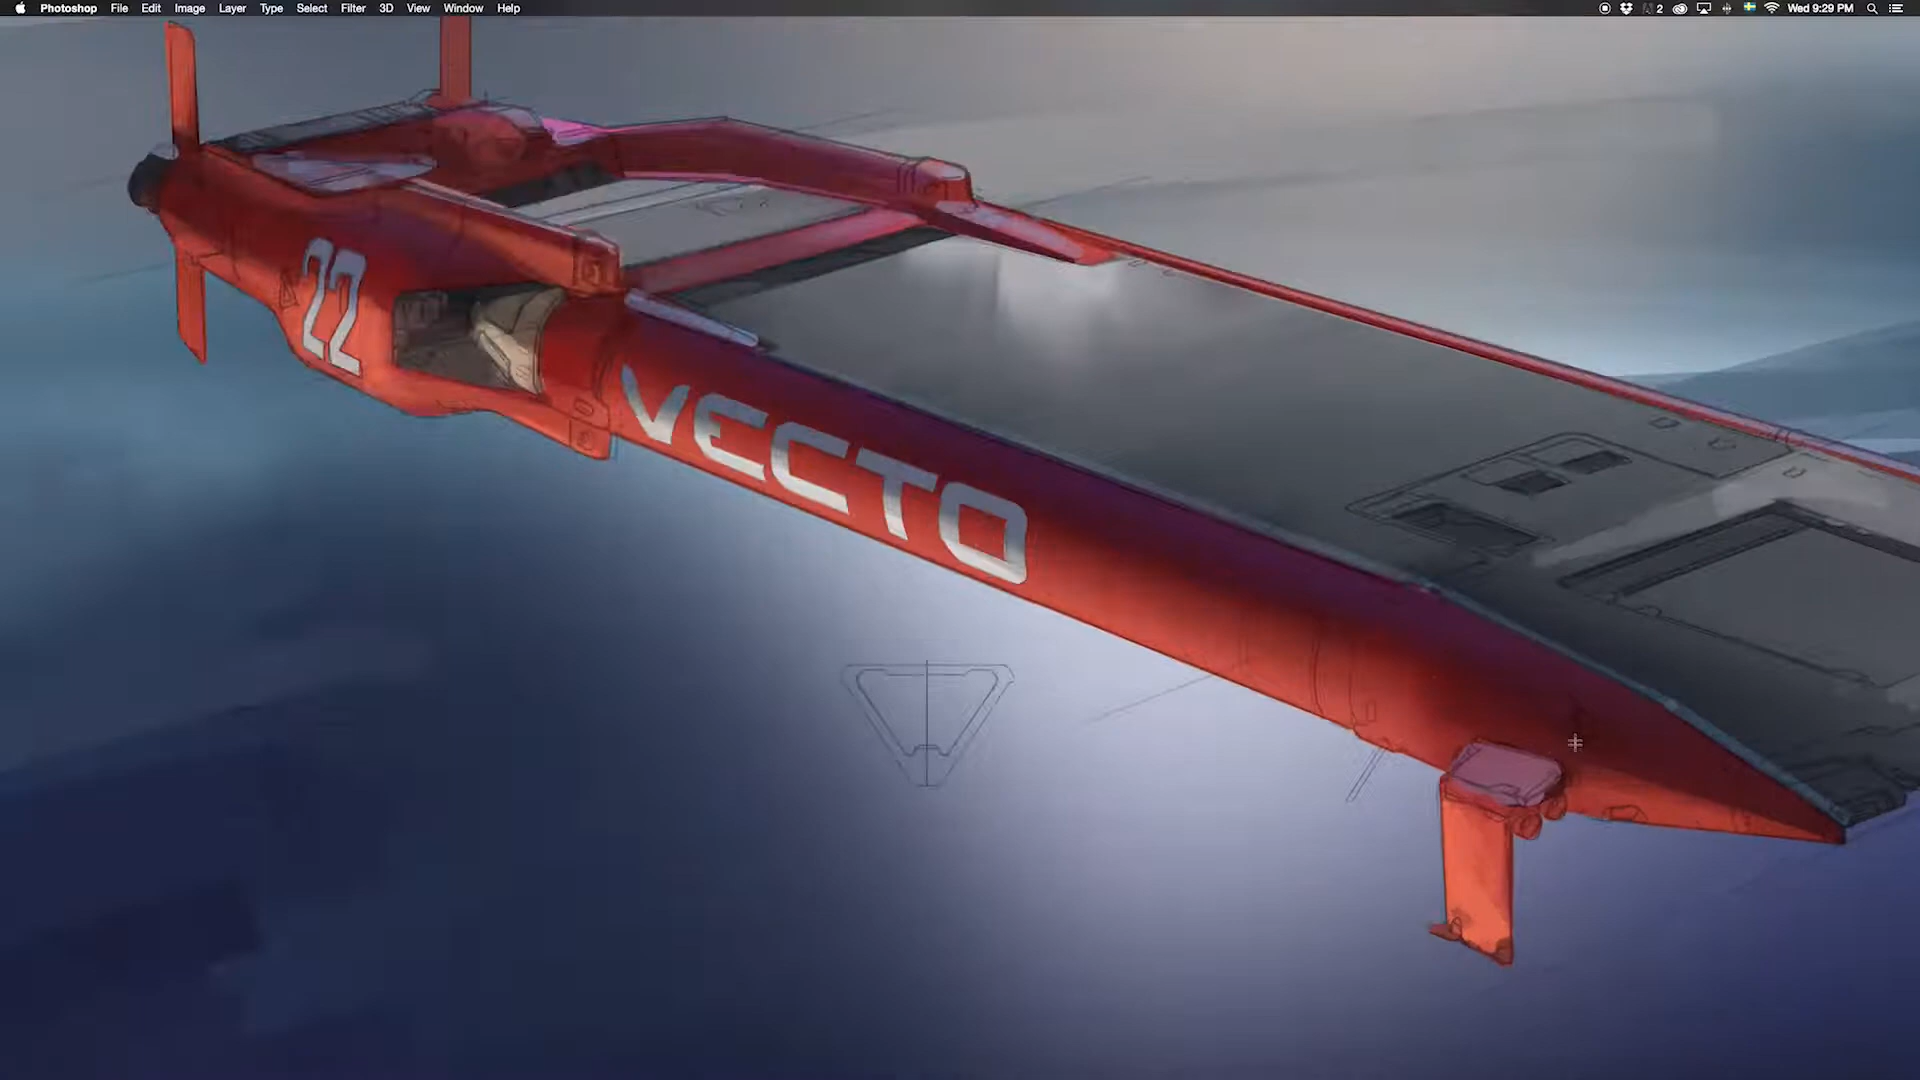 Photoshop File Edit Image Layer Type Select Filter 3D View Window Help 2 Wed 9:29 PM
22
VECTO